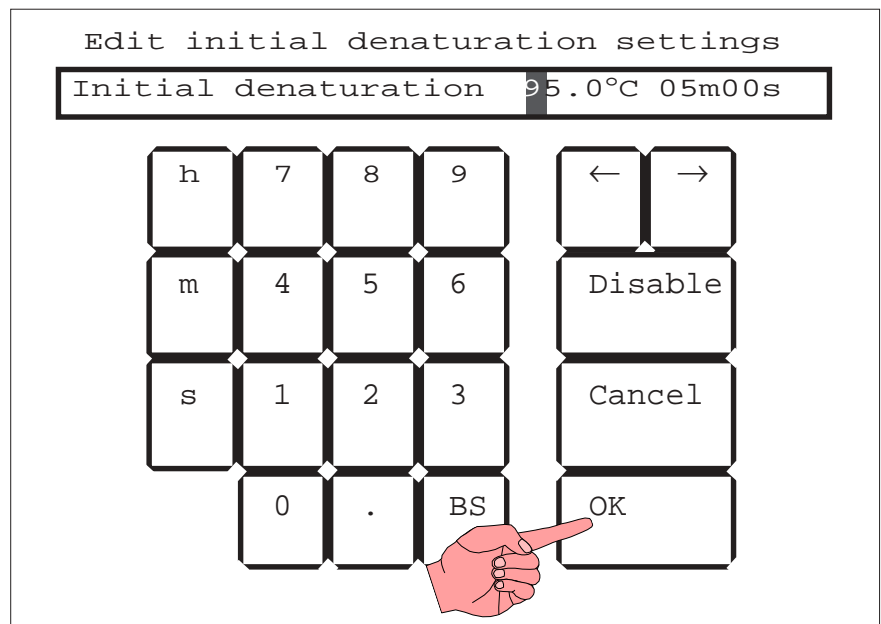 Edit initial denaturation settings
Initial denaturation 95.0°C 05m00s
h 7 8 9 ← →
m 4 5 6 Disable
s 1 2 3 Cancel
0 . BS OK